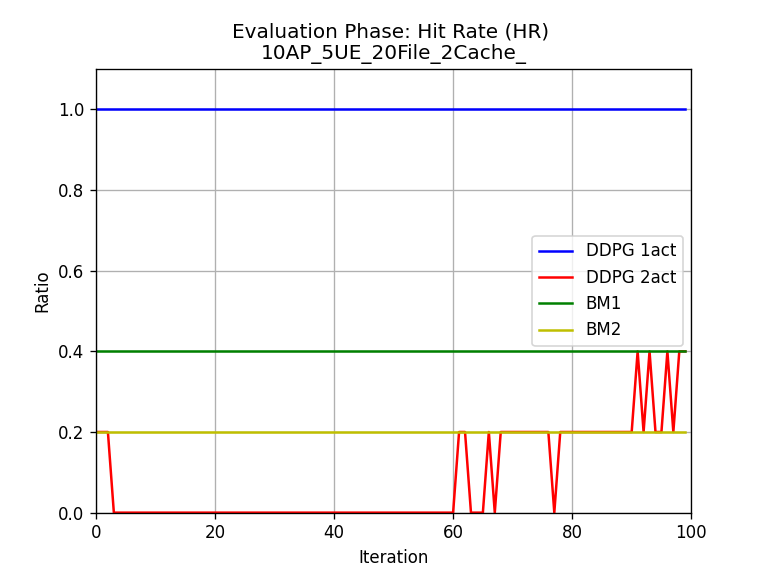 Evaluation Phase: Hit Rate (HR)
10AP_5UE_20File_2Cache_
1.0
0.8
0.6
0.4
0.2
0.0
Ratio
DDPG 1act
DDPG 2act
BM1
BM2
0
20
40
60
80
100
Iteration